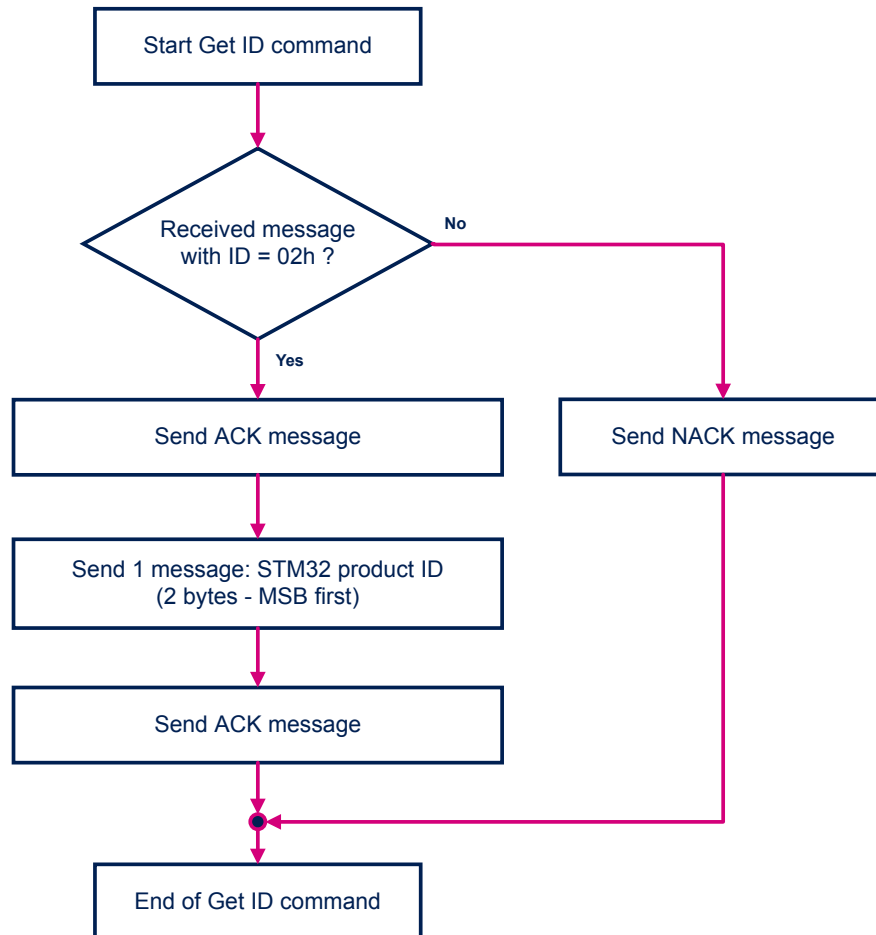 Start Get ID command
Received message
with ID = 02h ?
No
Yes
Send ACK message
Send NACK message
Send 1 message: STM32 product ID
(2 bytes - MSB first)
Send ACK message
End of Get ID command